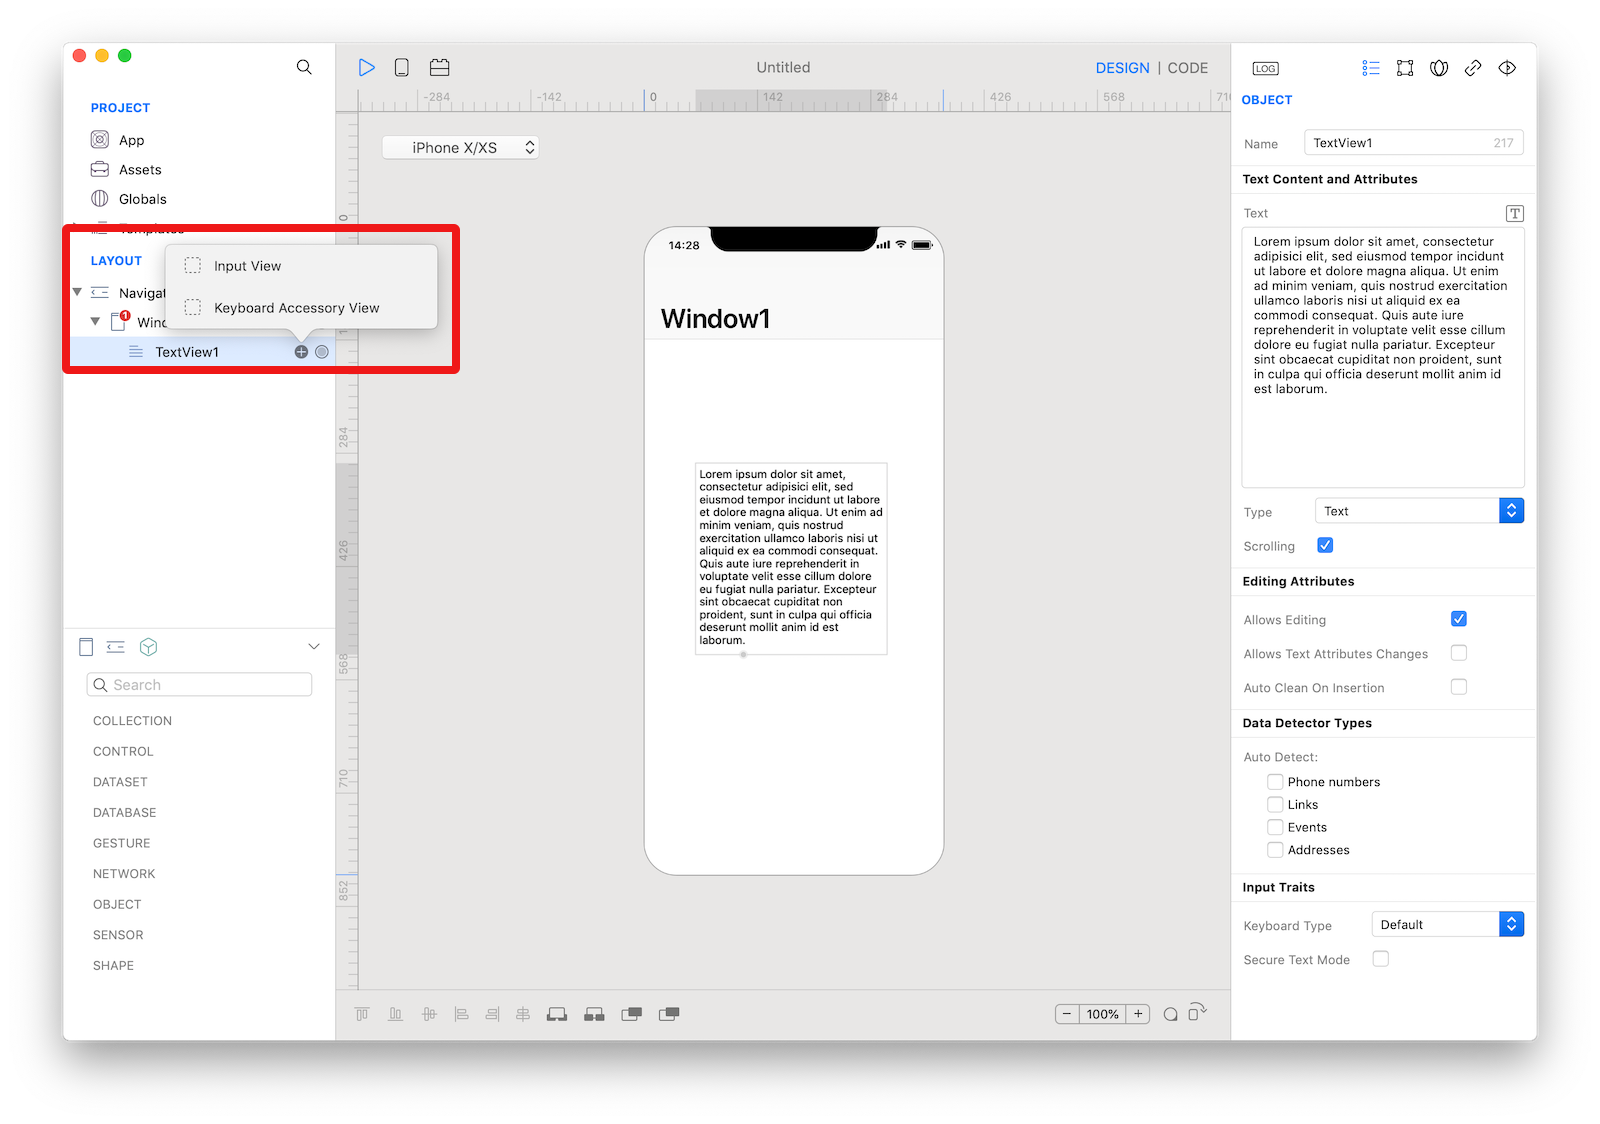 Untitled
DESIGN | CODE
LOG
PROJECT
App
Assets
Globals
Templates
LAYOUT
Input View
Keyboard Accessory View
Navigat
1
Wind
TextView1
Search
COLLECTION
CONTROL
DATASET
DATABASE
GESTURE
NETWORK
OBJECT
SENSOR
SHAPE
-284
-142
0
142
284
426
568
710
0
284
426
568
710
852
iPhone X/XS
14:28
Window1
Lorem ipsum dolor sit amet,
consectetur adipisici elit, sed
eiusmod tempor incidunt ut labore
et dolore magna aliqua. Ut enim ad
minim veniam, quis nostrud
exercitation ullamco laboris nisi ut
aliquid ex ea commodi consequat.
Quis aute iure reprehenderit in
voluptate velit esse cillum dolore
eu fugiat nulla pariatur. Excepteur
sint obcaecat cupiditat non
proident, sunt in culpa qui officia
deserunt mollit anim id est
laborum.
− 100% +
OBJECT
Name TextView1 217
Text Content and Attributes
Text T
Lorem ipsum dolor sit amet, consectetur
adipisici elit, sed eiusmod tempor incidunt
ut labore et dolore magna aliqua. Ut enim
ad minim veniam, quis nostrud exercitation
ullamco laboris nisi ut aliquid ex ea
commodi consequat. Quis aute iure
reprehenderit in voluptate velit esse cillum
dolore eu fugiat nulla pariatur. Excepteur
sint obcaecat cupiditat non proident, sunt
in culpa qui officia deserunt mollit anim id
est laborum.
Type Text
Scrolling
Editing Attributes
Allows Editing
Allows Text Attributes Changes
Auto Clean On Insertion
Data Detector Types
Auto Detect:
Phone numbers
Links
Events
Addresses
Input Traits
Keyboard Type Default
Secure Text Mode